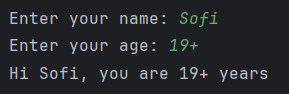 Enter your name: Sofi
Enter your age: 19+
Hi Sofi, you are 19+ years